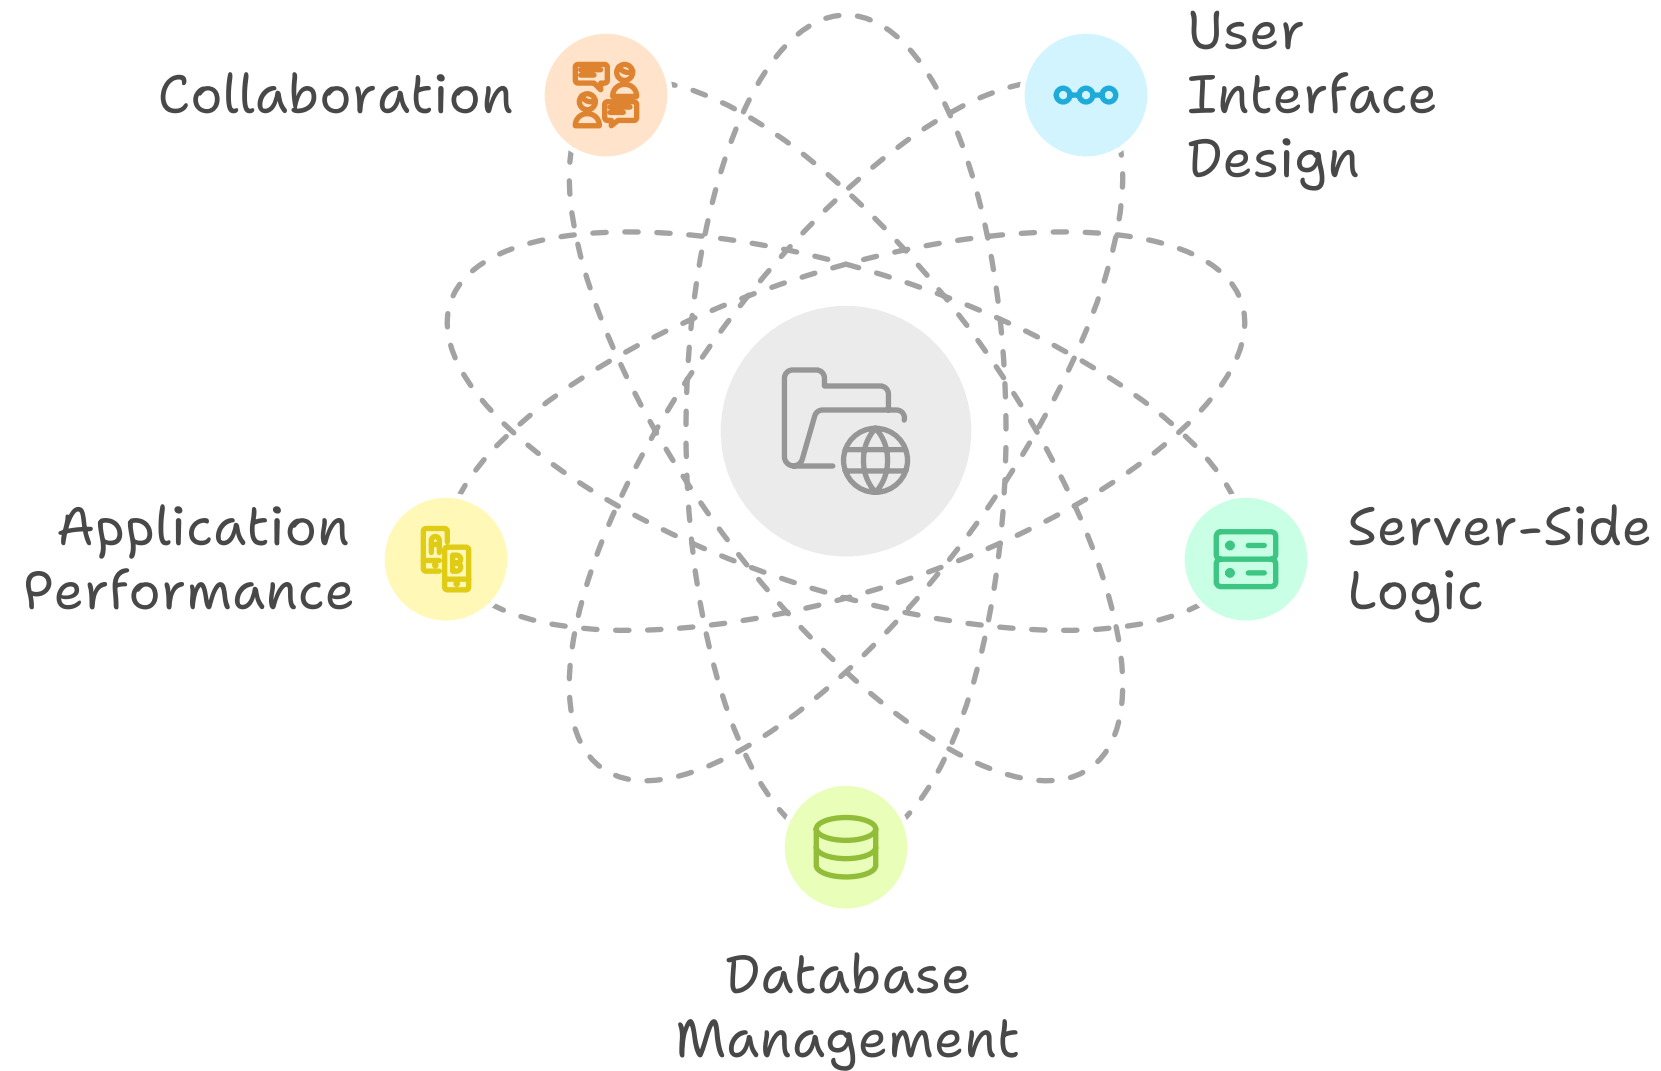 Collaboration
User
Interface
Design
Application
Performance
A
B
Server-Side
Logic
Database
Management